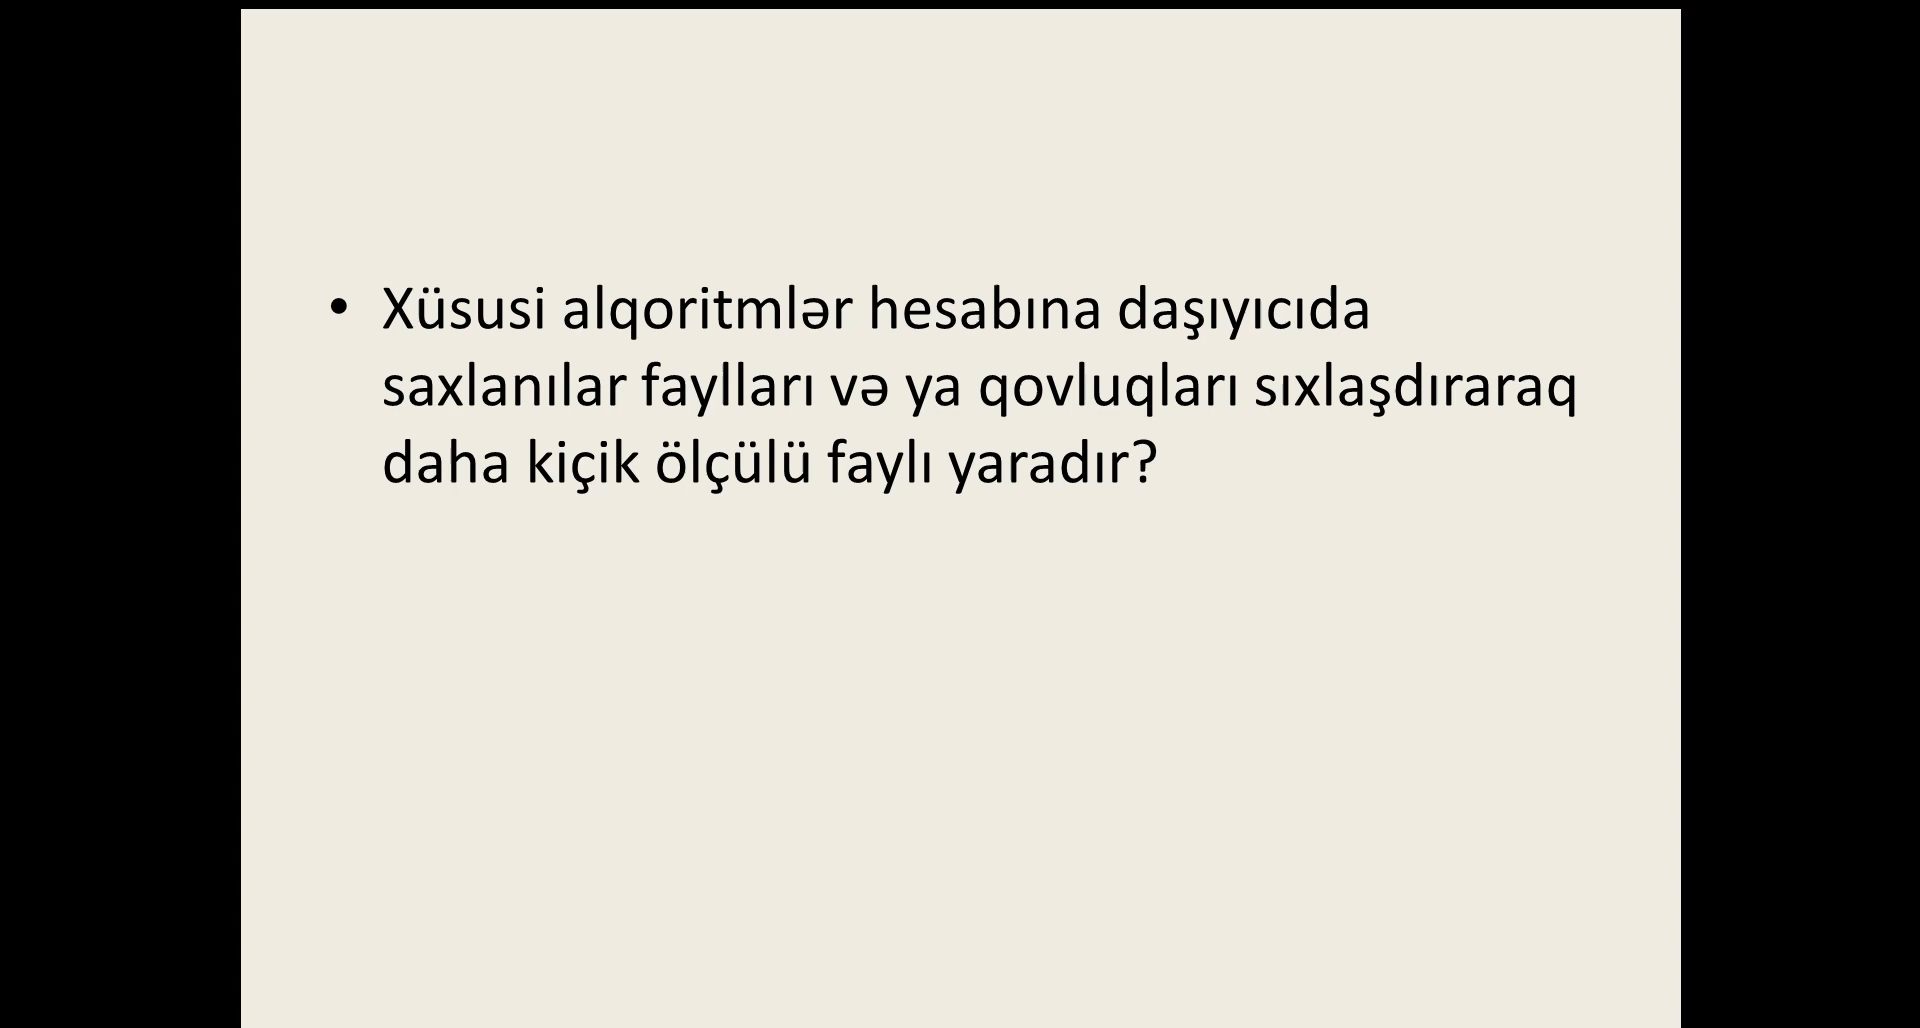 • Xüsusi alqoritmlər hesabına daşıyıcıda
saxlanılar faylları və ya qovluqları sıxlaşdıraraq
daha kiçik ölçülü faylı yaradır?